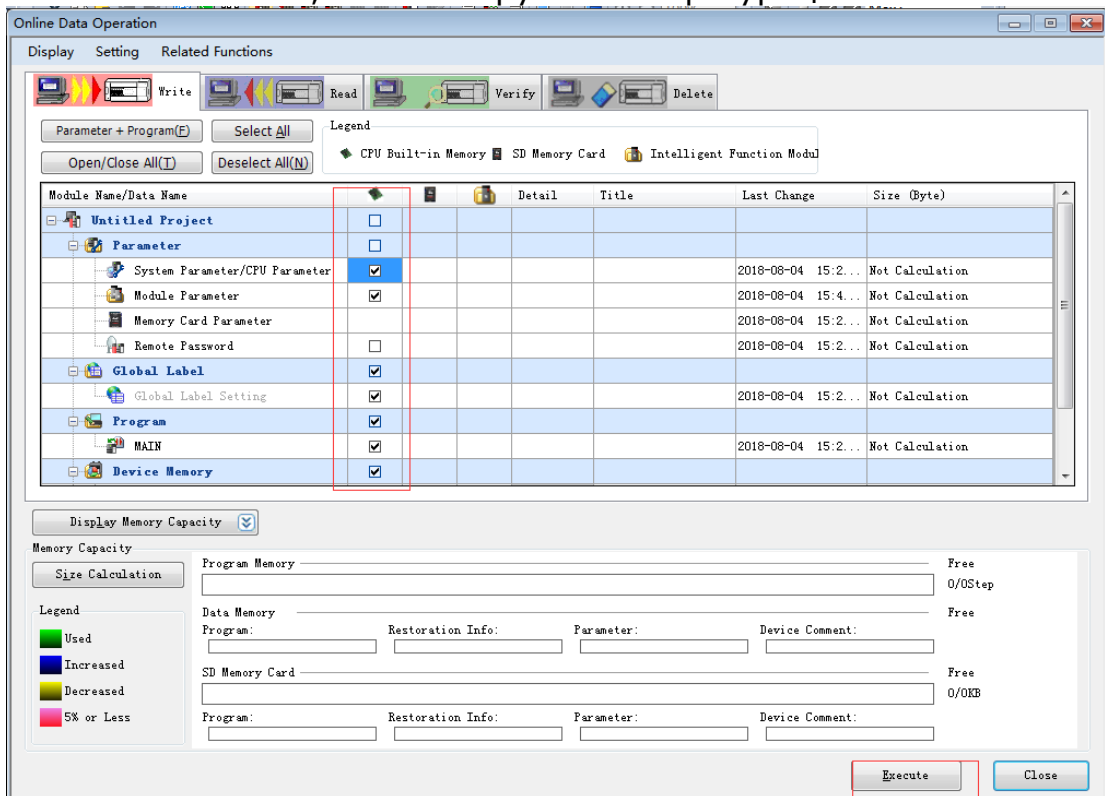 Online Data Operation
Display Setting Related Functions
Write Read Verify Delete
Parameter + Program(F) Select All Legend
CPU Built-in Memory SD Memory Card Intelligent Function Modul
Open/Close All(T) Deselect All(N)
Module Name/Data Name Detail Title Last Change Size (Byte)
Untitled Project
Parameter
System Parameter/CPU Parameter 2018-08-04 15:2... Not Calculation
Module Parameter 2018-08-04 15:4... Not Calculation
Memory Card Parameter 2018-08-04 15:2... Not Calculation
Remote Password 2018-08-04 15:2... Not Calculation
Global Label
Global Label Setting 2018-08-04 15:2... Not Calculation
Program
MAIN 2018-08-04 15:2... Not Calculation
Device Memory
Display Memory Capacity
Memory Capacity
Size Calculation Program Memory Free
0/0Step
Legend Data Memory Free
Used Program: Restoration Info: Parameter: Device Comment:
Increased
SD Memory Card Free
Decreased 0/0KB
5% or Less Program: Restoration Info: Parameter: Device Comment:
Execute Close